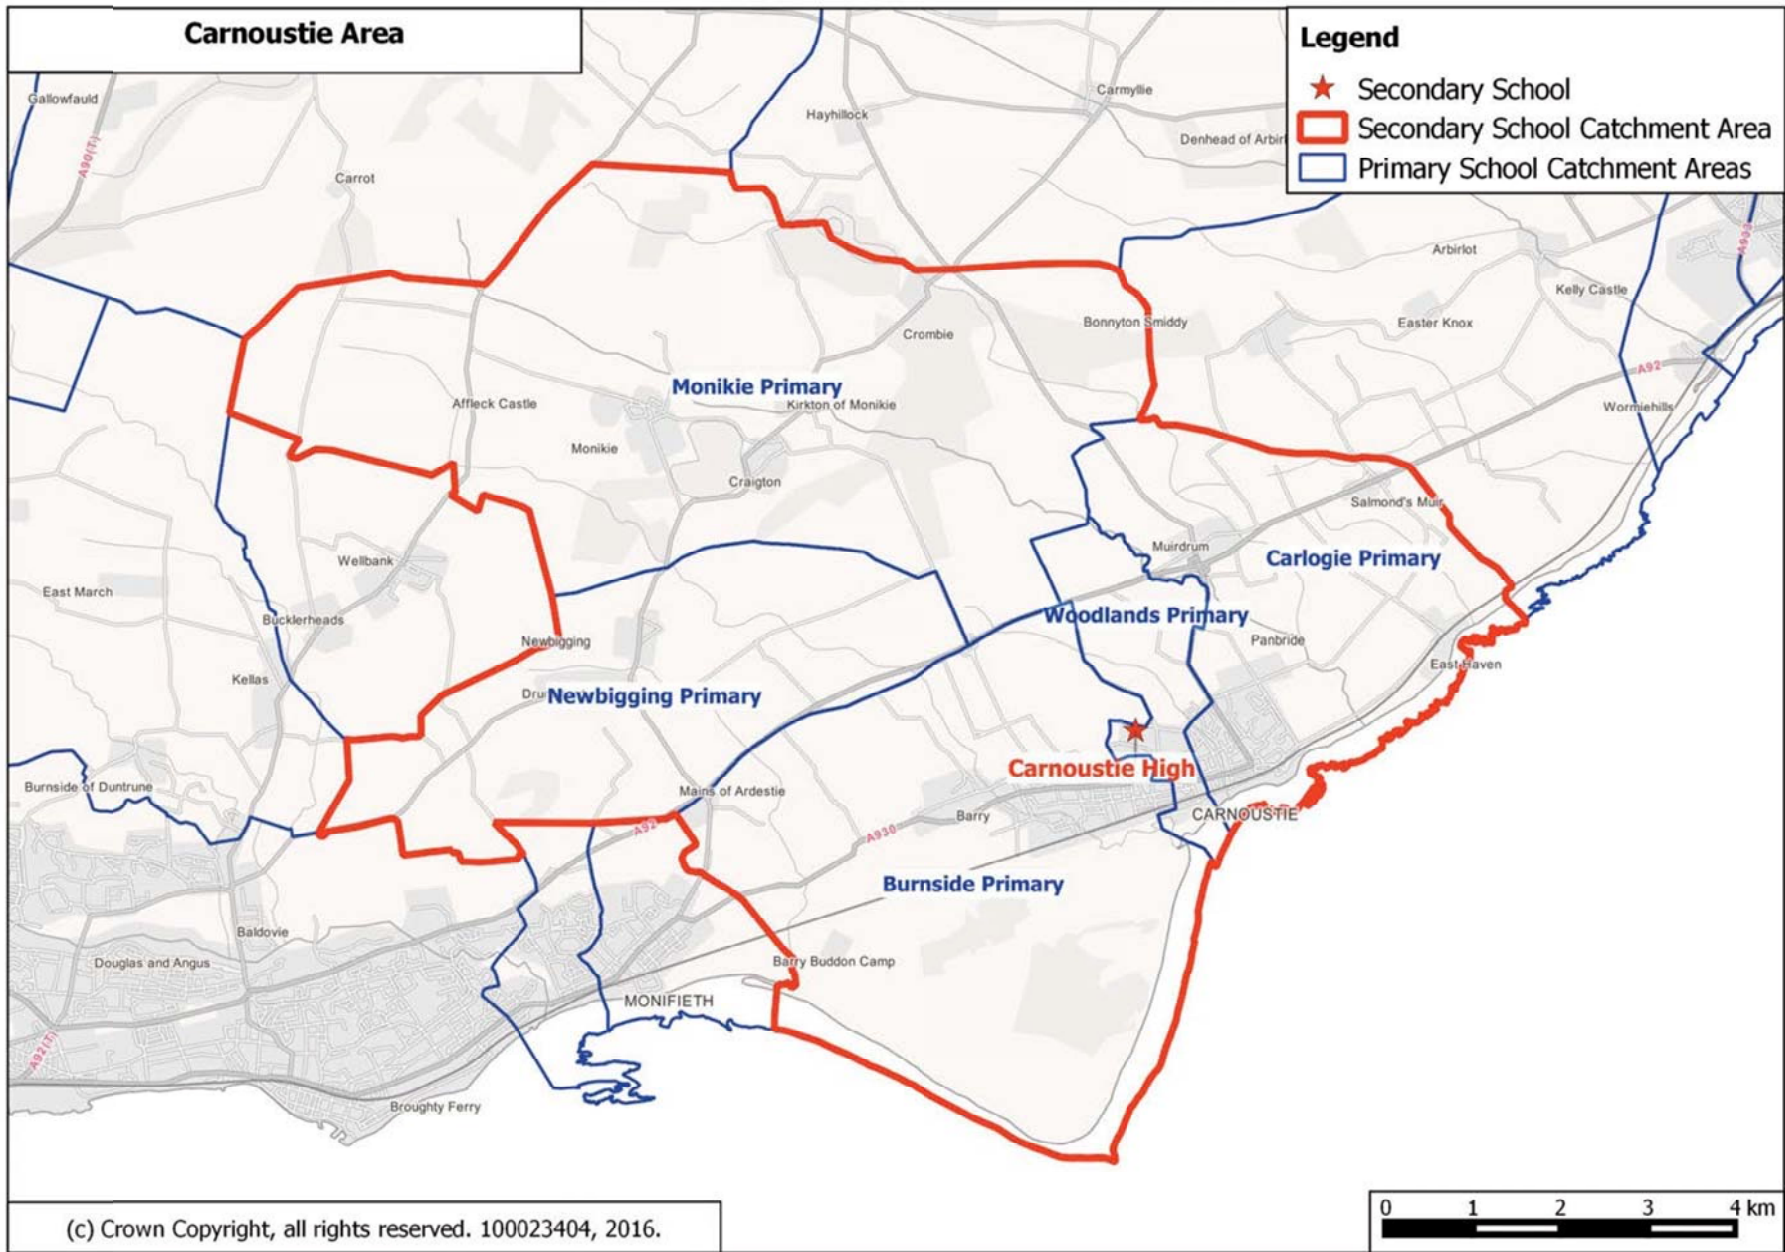 Carnoustie Area
Legend
Secondary School
Secondary School Catchment Area
Primary School Catchment Areas
Gallowfauld
A90(T)
Carrot
Hayhillock
Carmyllie
Denhead of Arbirl
Arbirlot
A933
Kelly Castle
Easter Knox
Bonnyton Smiddy
Crombie
A92
Wormiehills
Monikie Primary
Kirkton of Monikie
Affleck Castle
Monikie
Craigton
Salmond's Muir
Muirdrum
Carlogie Primary
Wellbank
East March
Bucklerheads
Woodlands Primary
Newbigging
Panbride
East Haven
Kellas
Newbigging Primary
Carnoustie High
Burnside of Duntrune
Mains of Ardestie
Barry
CARNOUSTIE
A92
A930
Burnside Primary
Baldovie
Douglas and Angus
Barry Buddon Camp
MONIFIETH
A92(T)
Broughty Ferry
(c) Crown Copyright, all rights reserved. 100023404, 2016.
0 1 2 3 4 km